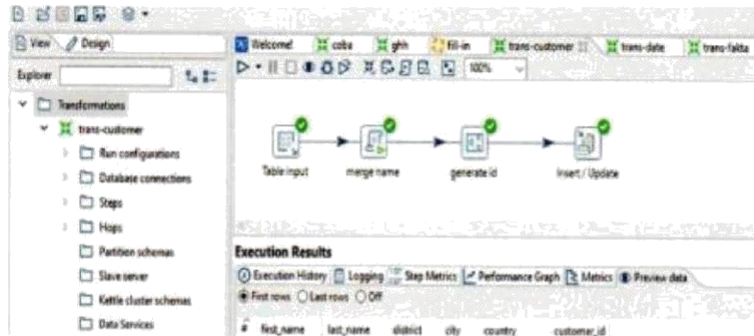 View Design
Welcome! coba ghh fill-in trans-customer trans-date trans-fakta
Explorer
100%
Transformations
trans-customer
Run configurations
Database connections
Steps
Hops
Partition schemas
Slave server
Kettle cluster schemas
Data Services
Table input merge name generate id Insert / Update
Execution Results
Execution History Logging Step Metrics Performance Graph Metrics Preview data
First rows Last rows Off
# first_name last_name district city country customer_id